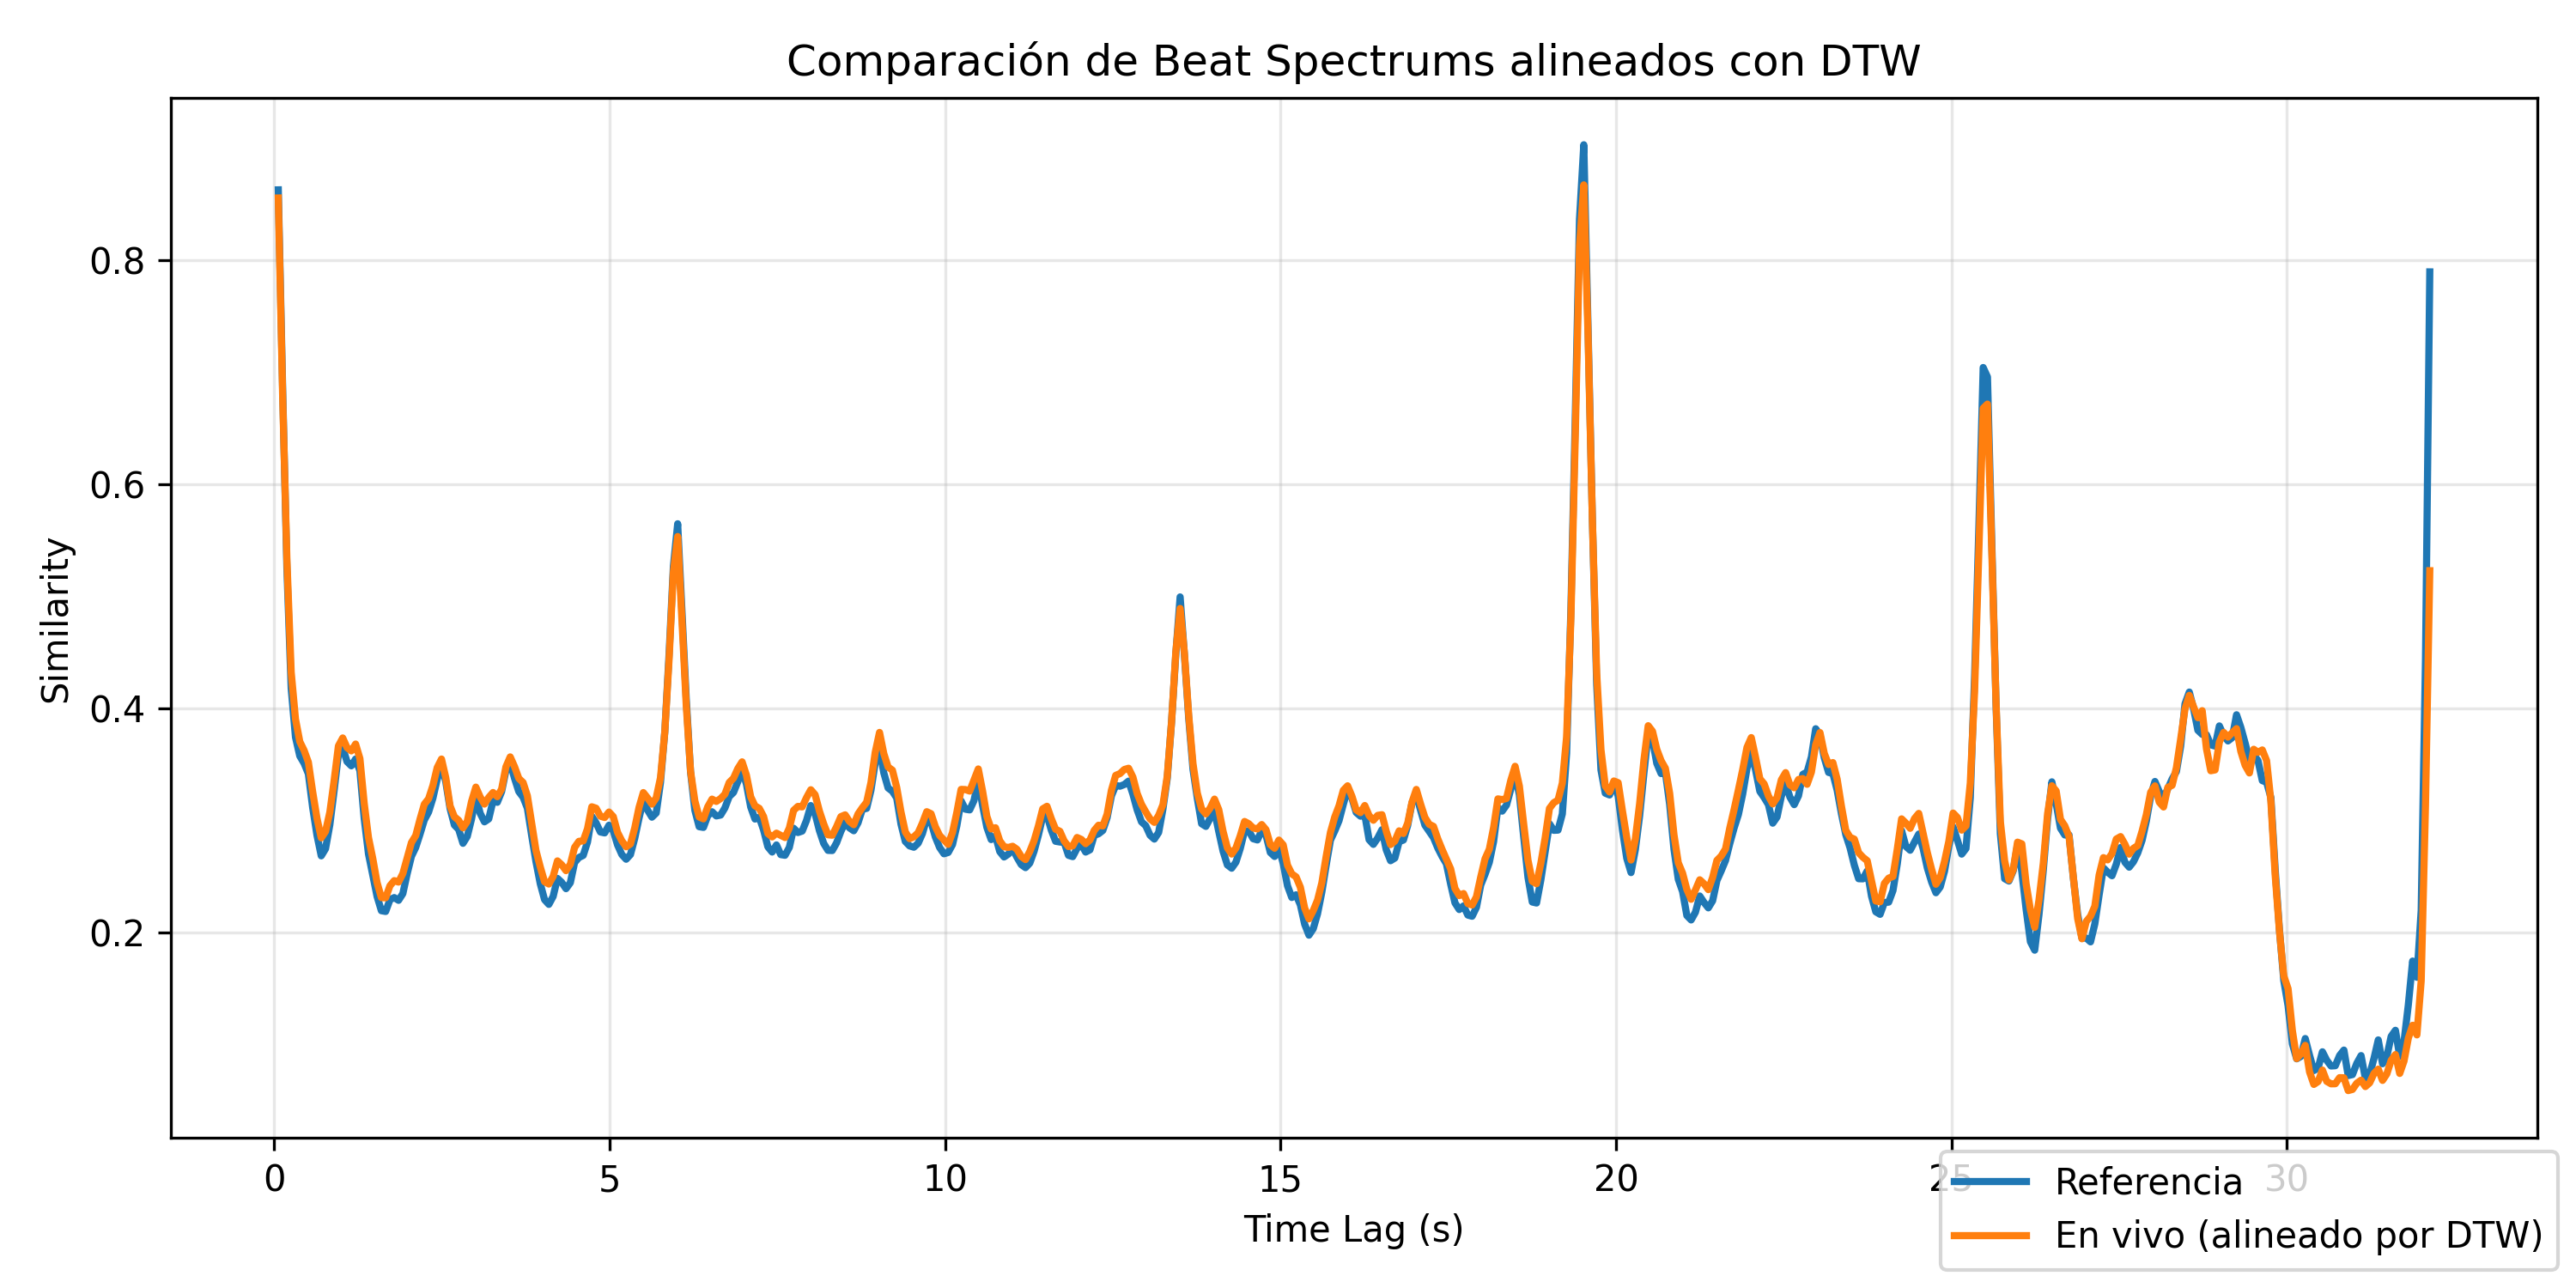 Comparación de Beat Spectrums alineados con DTW
Similarity
0.8
0.6
0.4
0.2
0 5 10 15 20 25 30
Time Lag (s)
Referencia
En vivo (alineado por DTW)